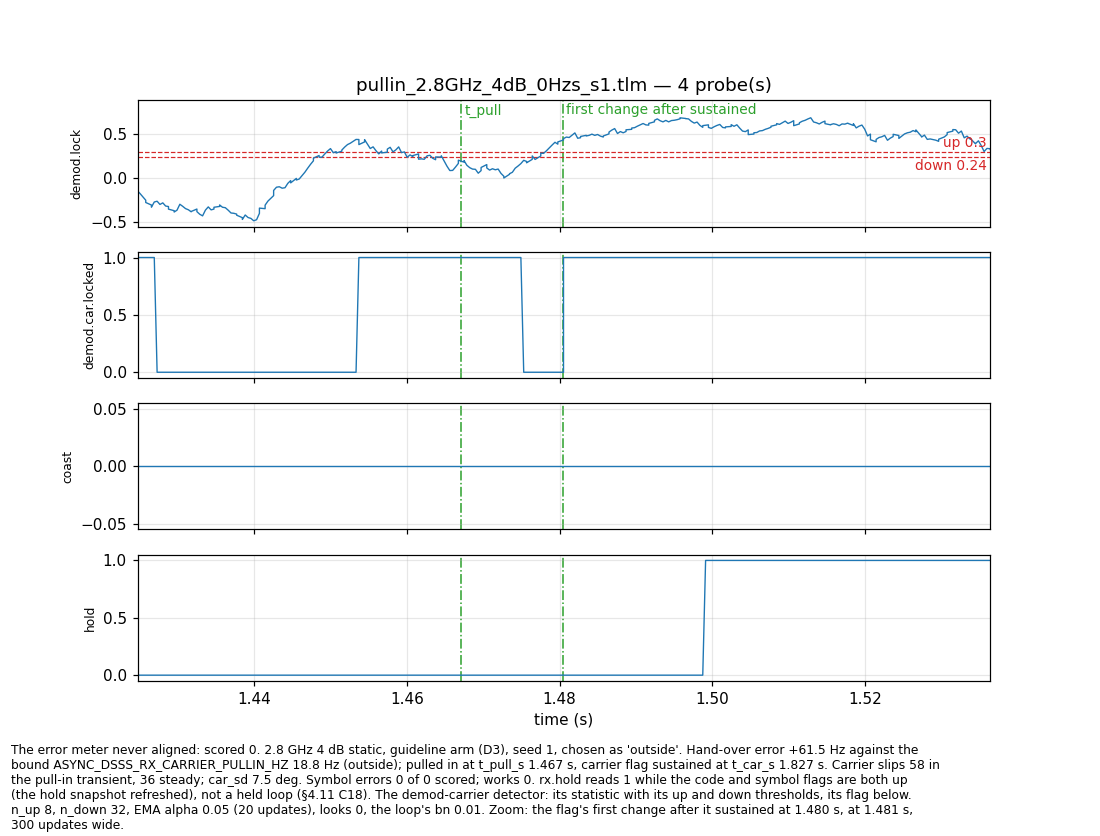 pullin_2.8GHz_4dB_0Hzs_s1.tlm — 4 probe(s)
t_pull
first change after sustained
up 0.3
down 0.24
demod.lock
0.5
0.0
−0.5
demod.car.locked
1.0
0.5
0.0
coast
0.05
0.00
−0.05
hold
1.0
0.5
0.0
1.44
1.46
1.48
1.50
1.52
time (s)
The error meter never aligned: scored 0. 2.8 GHz 4 dB static, guideline arm (D3), seed 1, chosen as 'outside'. Hand-over error +61.5 Hz against the
bound ASYNC_DSSS_RX_CARRIER_PULLIN_HZ 18.8 Hz (outside); pulled in at t_pull_s 1.467 s, carrier flag sustained at t_car_s 1.827 s. Carrier slips 58 in
the pull-in transient, 36 steady; car_sd 7.5 deg. Symbol errors 0 of 0 scored; works 0. rx.hold reads 1 while the code and symbol flags are both up
(the hold snapshot refreshed), not a held loop (§4.11 C18). The demod-carrier detector: its statistic with its up and down thresholds, its flag below.
n_up 8, n_down 32, EMA alpha 0.05 (20 updates), looks 0, the loop's bn 0.01. Zoom: the flag's first change after it sustained at 1.480 s, at 1.481 s,
300 updates wide.